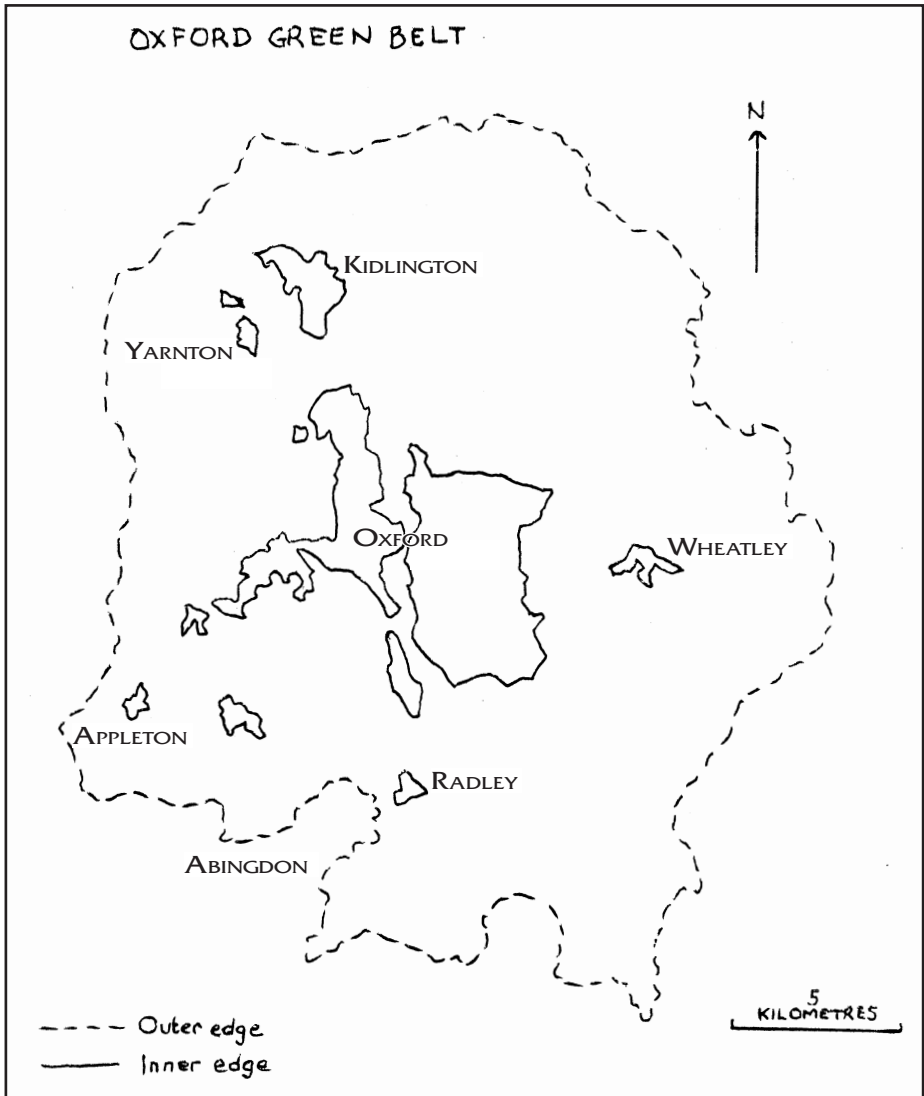 OXFORD GREEN BELT
N
KIDLINGTON
YARNTON
OXFORD
WHEATLEY
APPLETON
RADLEY
ABINGDON
5
KILOMETRES
Outer edge
Inner edge